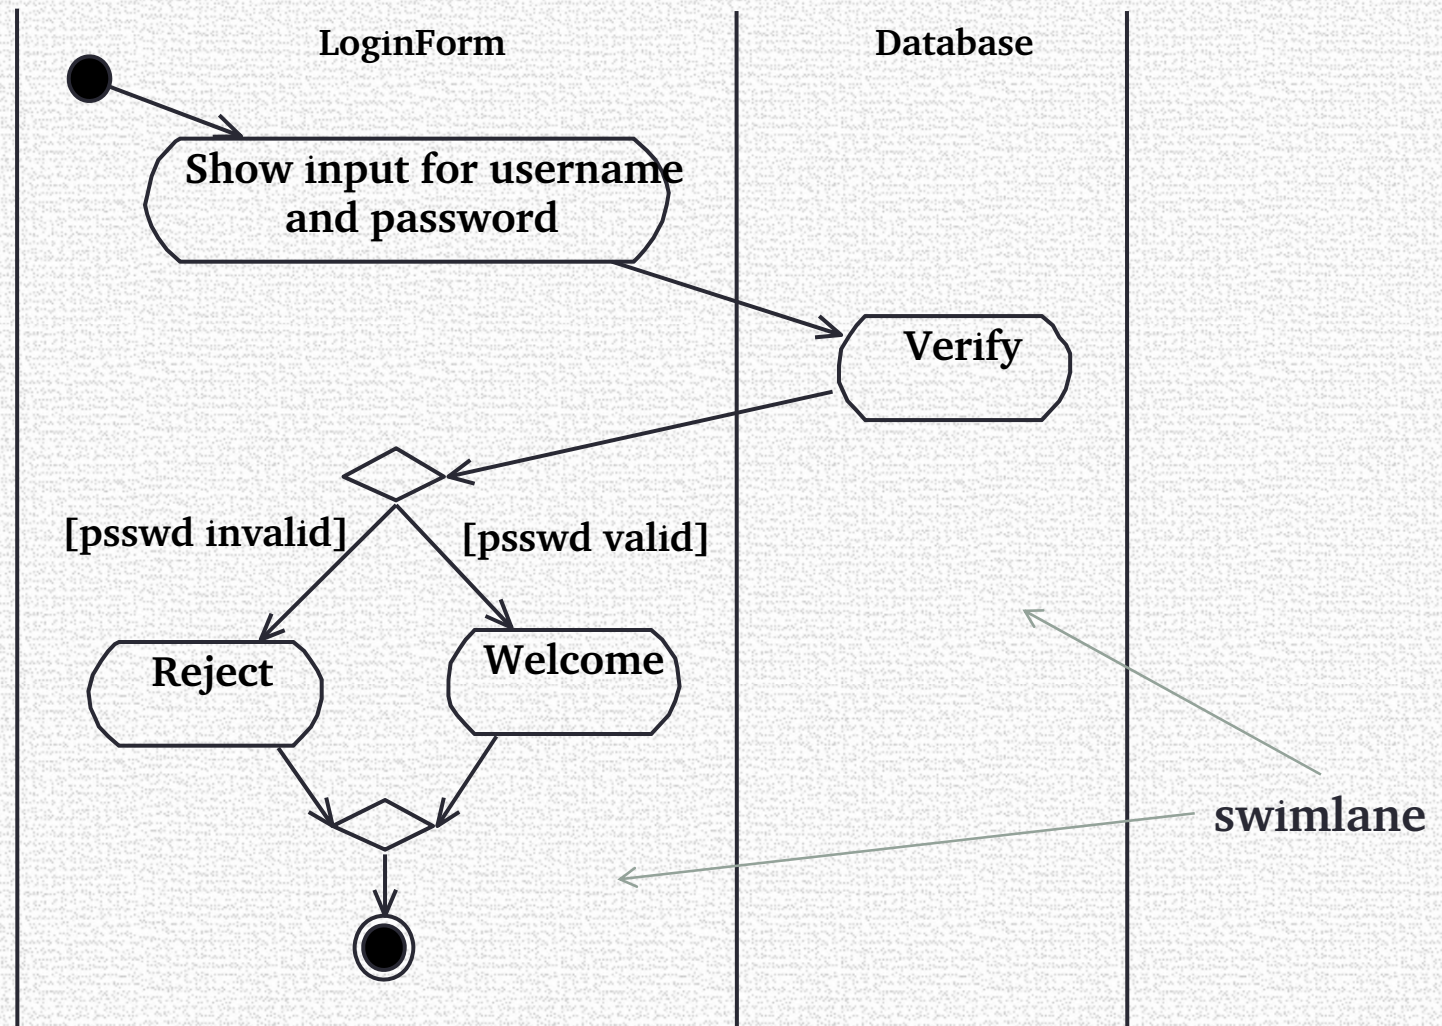 LoginForm
Database
Show input for username
and password
Verify
[psswd invalid]
[psswd valid]
Reject
Welcome
swimlane